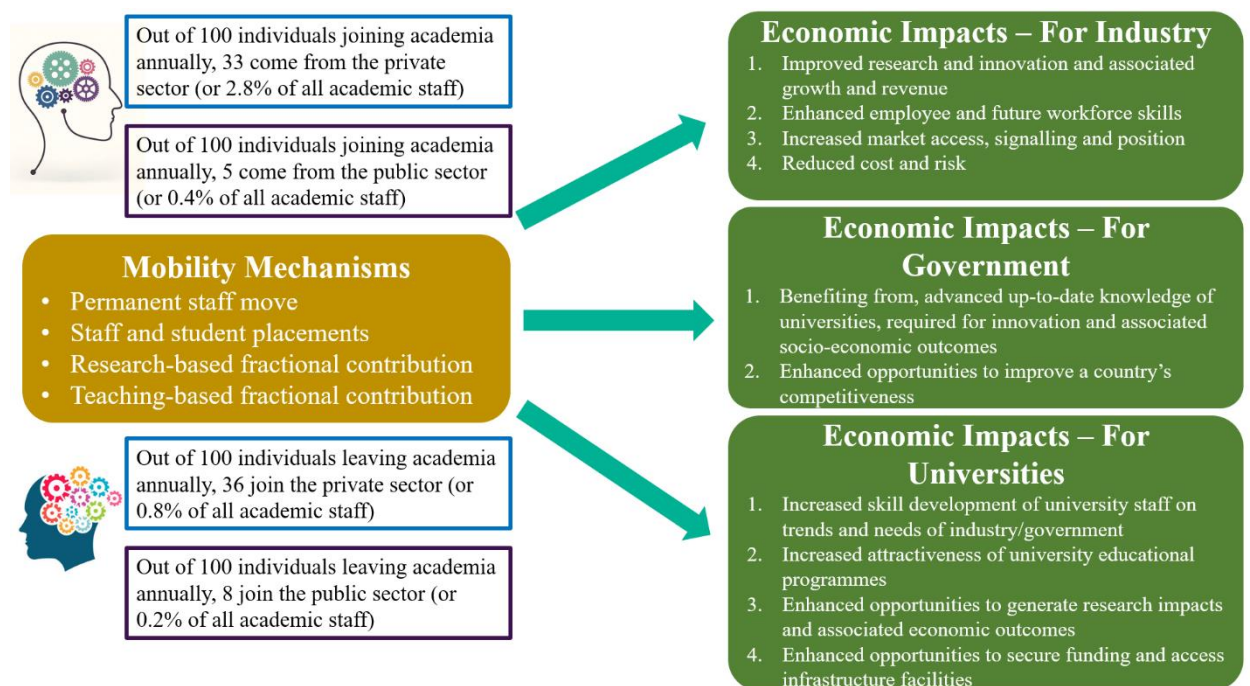 Out of 100 individuals joining academia
annually, 33 come from the private
sector (or 2.8% of all academic staff)
Out of 100 individuals joining academia
annually, 5 come from the public sector
(or 0.4% of all academic staff)
Mobility Mechanisms
• Permanent staff move
• Staff and student placements
• Research-based fractional contribution
• Teaching-based fractional contribution
Out of 100 individuals leaving academia
annually, 36 join the private sector (or
0.8% of all academic staff)
Out of 100 individuals leaving academia
annually, 8 join the public sector (or
0.2% of all academic staff)
Economic Impacts – For Industry
1. Improved research and innovation and associated
growth and revenue
2. Enhanced employee and future workforce skills
3. Increased market access, signalling and position
4. Reduced cost and risk
Economic Impacts – For
Government
1. Benefiting from, advanced up-to-date knowledge of
universities, required for innovation and associated
socio-economic outcomes
2. Enhanced opportunities to improve a country's
competitiveness
Economic Impacts – For
Universities
1. Increased skill development of university staff on
trends and needs of industry/government
2. Increased attractiveness of university educational
programmes
3. Enhanced opportunities to generate research impacts
and associated economic outcomes
4. Enhanced opportunities to secure funding and access
infrastructure facilities